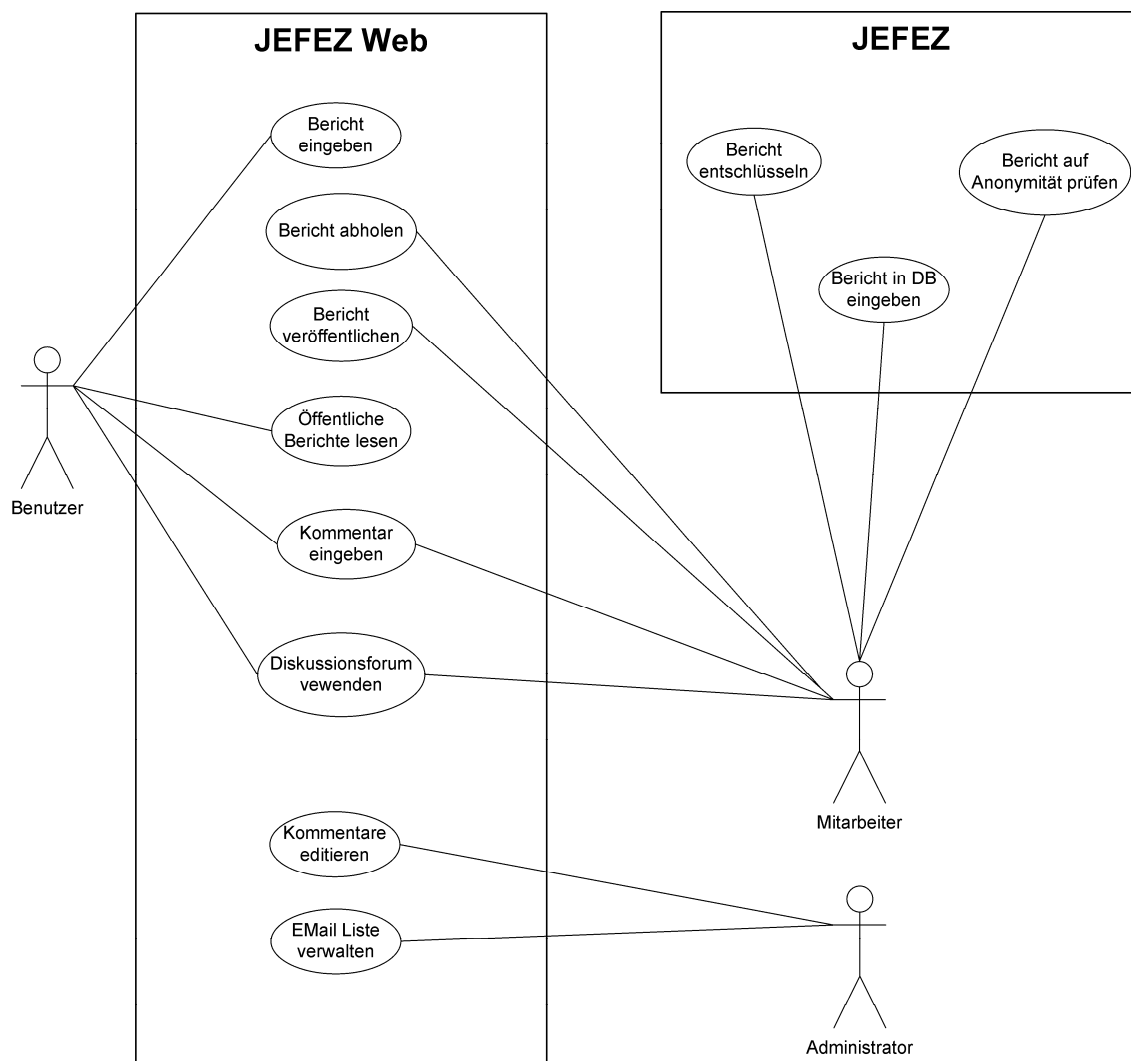 JEFEZ Web
Bericht
eingeben
Bericht abholen
Bericht
veröffentlichen
Öffentliche
Berichte lesen
Kommentar
eingeben
Diskussionsforum
vewenden
Kommentare
editieren
EMail Liste
verwalten
JEFEZ
Bericht
entschlüsseln
Bericht auf
Anonymität prüfen
Bericht in DB
eingeben
Benutzer
Mitarbeiter
Administrator